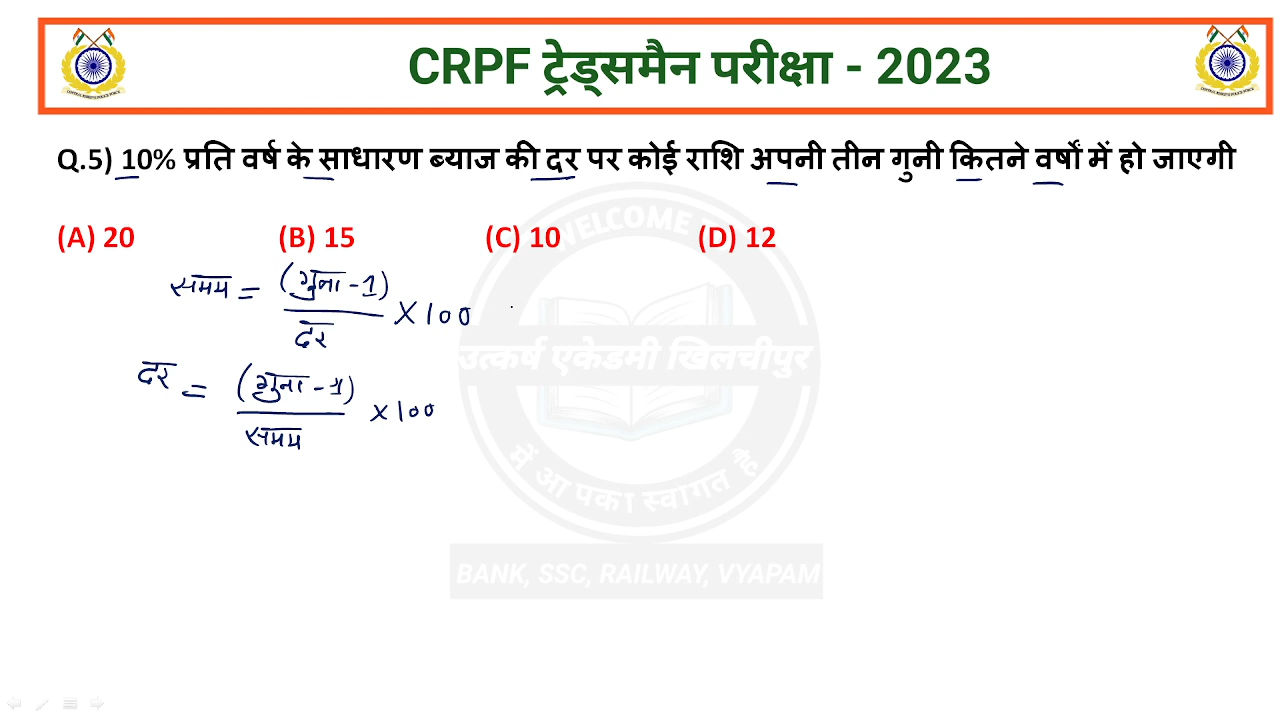 CRPF ट्रेड्समैन परीक्षा - 2023
Q.5) 10% प्रति वर्ष के साधारण ब्याज की दर पर कोई राशि अपनी तीन गुनी कितने वर्षों में हो जाएगी
(A) 20 (B) 15 (C) 10 (D) 12
समय = (गुना - 1) / दर × 100
दर = (गुना - 1) / समय × 100
WELCOME
उत्कर्ष एकेडमी खिलचीपुर
में आ पका स्वागत है
BANK, SSC, RAILWAY, VYAPAM